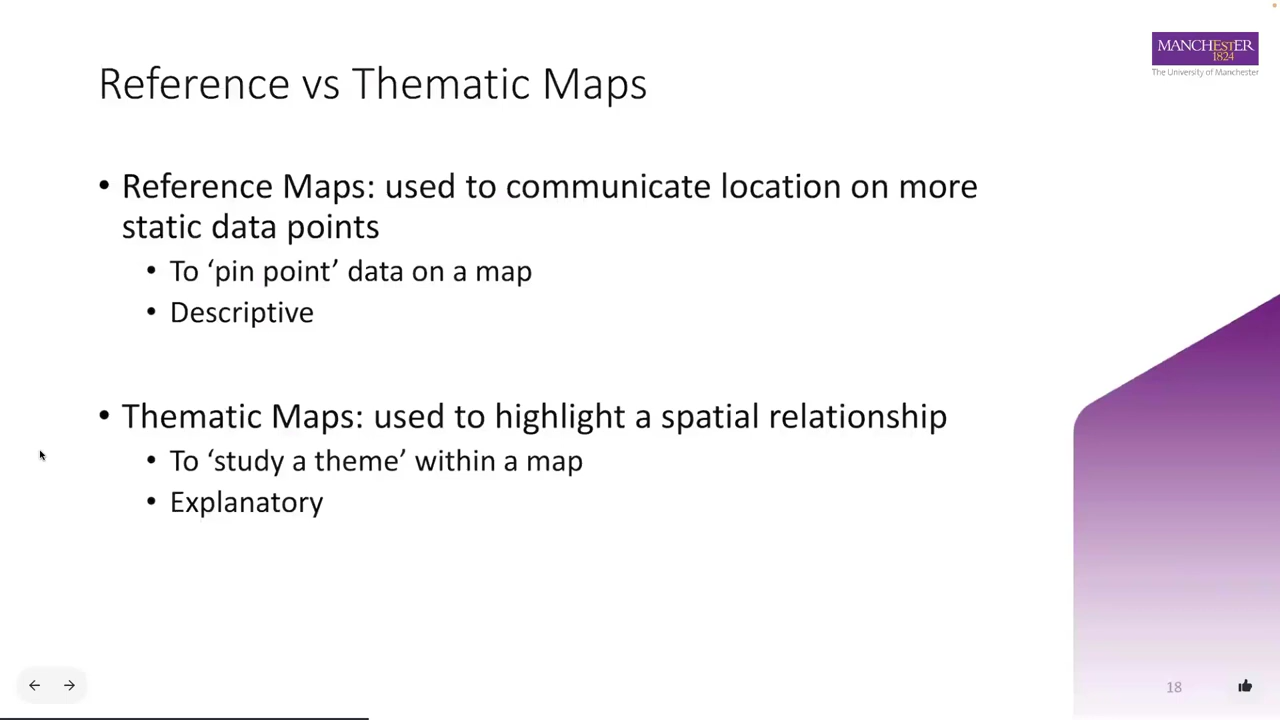 MANCHESTER
1824
The University of Manchester
Reference vs Thematic Maps
• Reference Maps: used to communicate location on more
static data points
• To ‘pin point’ data on a map
• Descriptive
• Thematic Maps: used to highlight a spatial relationship
• To ‘study a theme’ within a map
• Explanatory
18